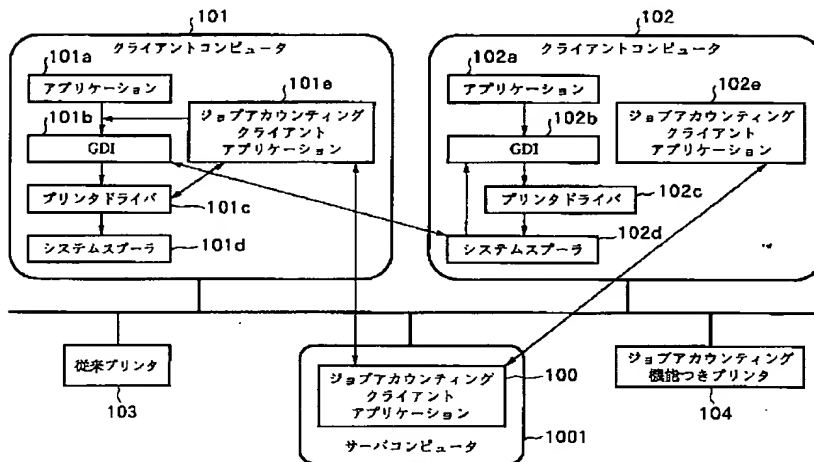 101
クライアントコンピュータ
101a
アプリケーション
101b
GDI
プリンタドライバ
101c
システムスプーラ
101d
101e
ジョブアカウンティング
クライアント
アプリケーション
102
クライアントコンピュータ
102a
アプリケーション
102b
GDI
プリンタドライバ
102c
システムスプーラ
102d
102e
ジョブアカウンティング
クライアント
アプリケーション
従来プリンタ
103
ジョブアカウンティング
クライアント
アプリケーション
100
サーバコンピュータ
1001
ジョブアカウンティング
機能つきプリンタ
104